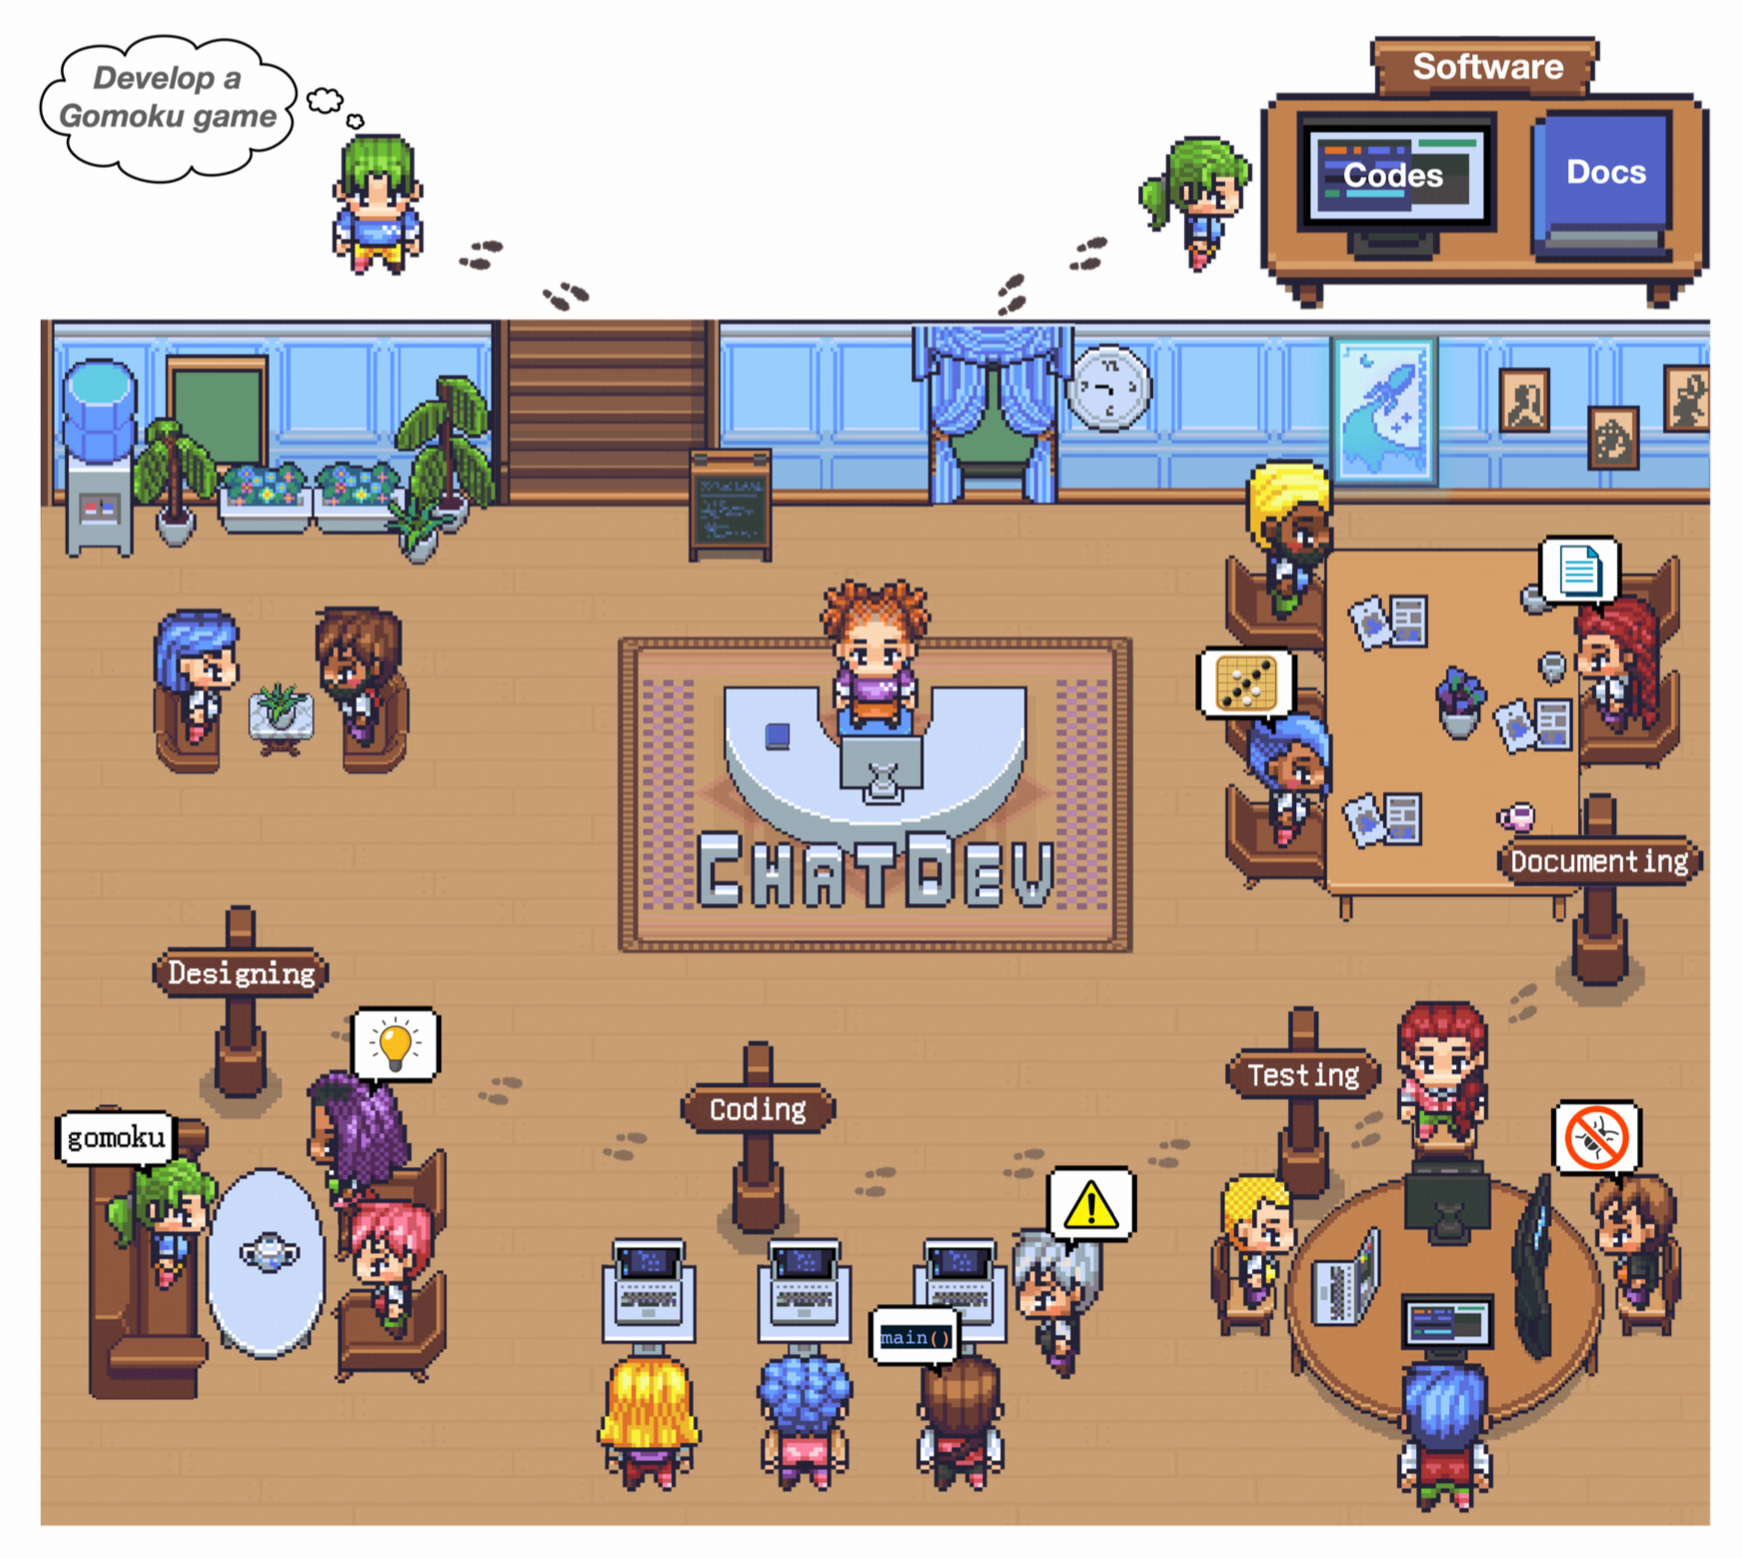 Develop a
Gomoku game
Software
Codes
Docs
CHATDEV
Documenting
Designing
gomoku
Coding
main()
Testing